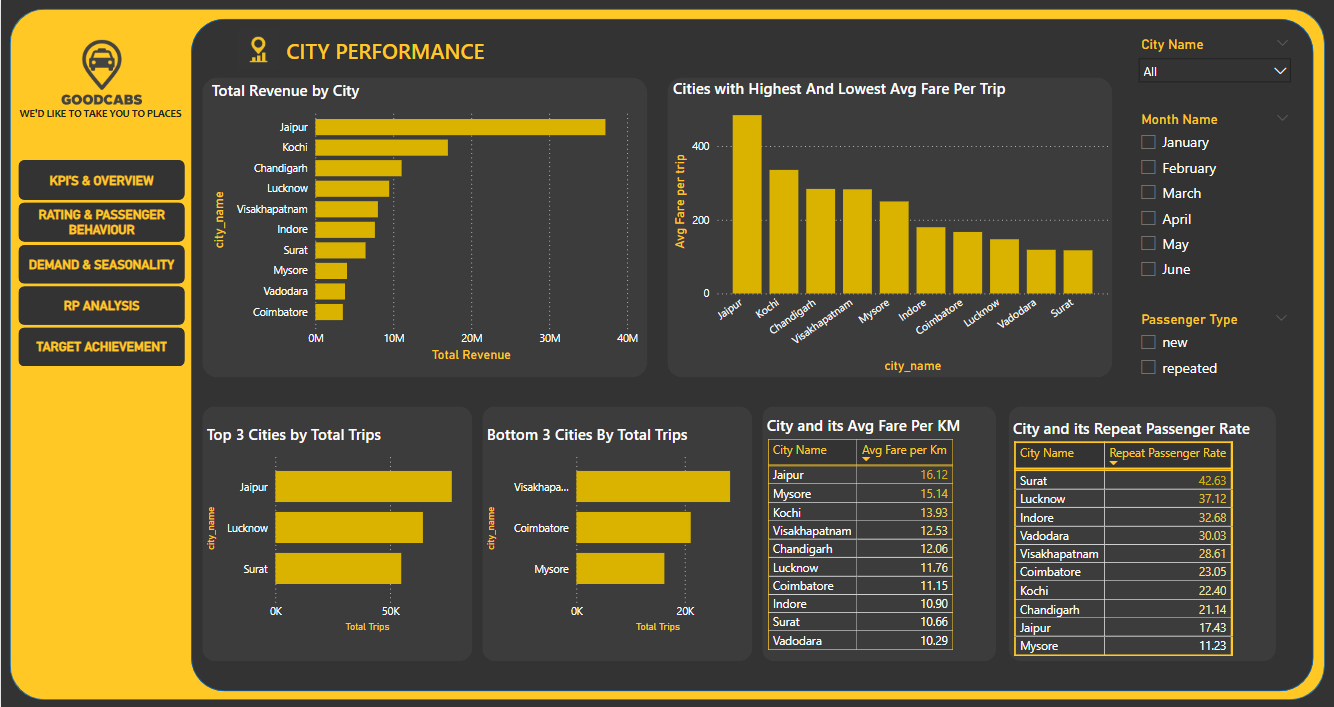 GOODCABS
WE'D LIKE TO TAKE YOU TO PLACES
KPI'S & OVERVIEW
RATING & PASSENGER
BEHAVIOUR
DEMAND & SEASONALITY
RP ANALYSIS
TARGET ACHIEVEMENT
CITY PERFORMANCE
Total Revenue by City
city_name
Jaipur
Kochi
Chandigarh
Lucknow
Visakhapatnam
Indore
Surat
Mysore
Vadodara
Coimbatore
0M 10M 20M 30M 40M
Total Revenue
Cities with Highest And Lowest Avg Fare Per Trip
Avg Fare per trip
400
200
0
Jaipur Kochi Chandigarh Visakhapatnam Mysore Indore Coimbatore Lucknow Vadodara Surat
city_name
City Name
All
Month Name
January
February
March
April
May
June
Passenger Type
new
repeated
Top 3 Cities by Total Trips
city_name
Jaipur
Lucknow
Surat
0K 50K
Total Trips
Bottom 3 Cities By Total Trips
city_name
Visakhapa...
Coimbatore
Mysore
0K 20K
Total Trips
City and its Avg Fare Per KM
City Name Avg Fare per Km
Jaipur 16.12
Mysore 15.14
Kochi 13.93
Visakhapatnam 12.53
Chandigarh 12.06
Lucknow 11.76
Coimbatore 11.15
Indore 10.90
Surat 10.66
Vadodara 10.29
City and its Repeat Passenger Rate
City Name Repeat Passenger Rate
Surat 42.63
Lucknow 37.12
Indore 32.68
Vadodara 30.03
Visakhapatnam 28.61
Coimbatore 23.05
Kochi 22.40
Chandigarh 21.14
Jaipur 17.43
Mysore 11.23